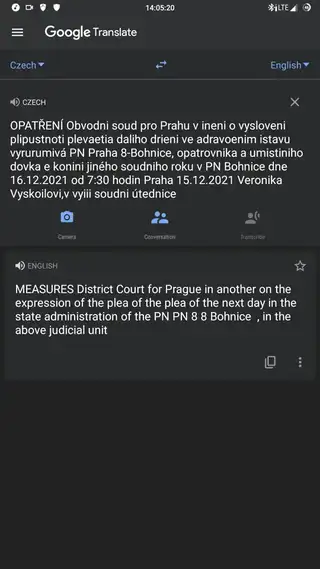 14:05:20
LTE
Google Translate
Czech
English
CZECH
OPATŘENÍ Obvodni soud pro Prahu v ineni o vysloveni
plipustnoti plevaetia daliho drieni ve adravoenim istavu
vyrurumivá PN Praha 8-Bohnice, opatrovnika a umistiniho
dovka e konini jiného soudniho roku v PN Bohnice dne
16.12.2021 od 7:30 hodin Praha 15.12.2021 Veronika
Vyskoilovi,v vyiii soudni útednice
Camera
Conversation
Transcribe
ENGLISH
MEASURES District Court for Prague in another on the
expression of the plea of the plea of the next day in the
state administration of the PN PN 8 8 Bohnice , in the
above judicial unit